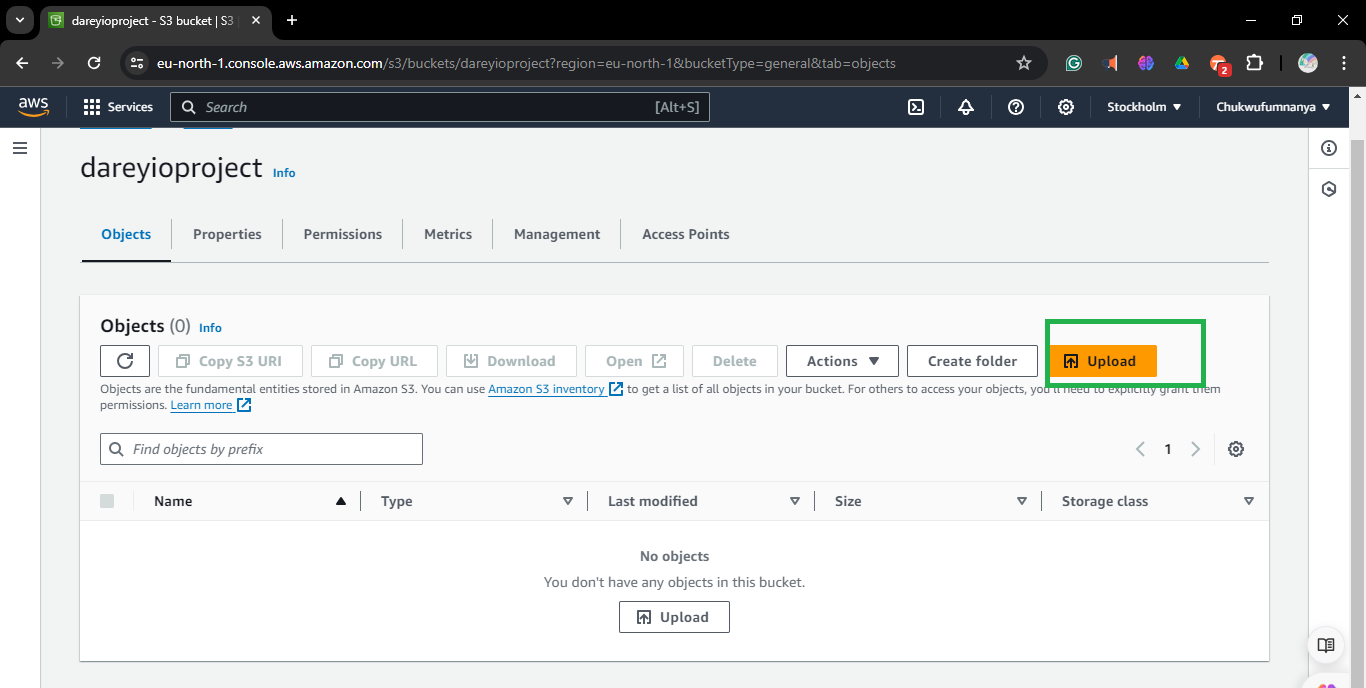 dareyioproject - S3 bucket | S3
eu-north-1.console.aws.amazon.com/s3/buckets/dareyioproject?region=eu-north-1&bucketType=general&tab=objects
2
aws
Services
Search
[Alt+S]
Stockholm
Chukwufumnanya
dareyioproject Info
Objects
Properties
Permissions
Metrics
Management
Access Points
Objects (0) Info
Copy S3 URI
Copy URL
Download
Open
Delete
Actions
Create folder
Upload
Objects are the fundamental entities stored in Amazon S3. You can use Amazon S3 inventory to get a list of all objects in your bucket. For others to access your objects, you'll need to explicitly grant them
permissions. Learn more
Find objects by prefix
1
Name
Type
Last modified
Size
Storage class
No objects
You don't have any objects in this bucket.
Upload